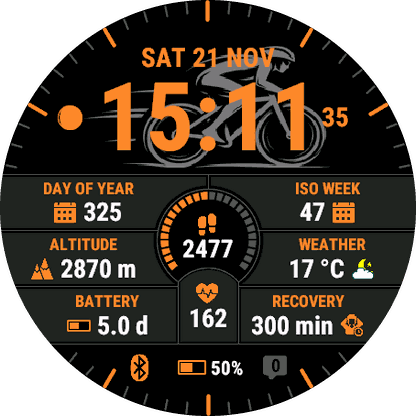 SAT 21 NOV
15:11 35
DAY OF YEAR
325
ISO WEEK
47
ALTITUDE
2870 m
2477
WEATHER
17 °C
BATTERY
5.0 d
162
RECOVERY
300 min
50%
0